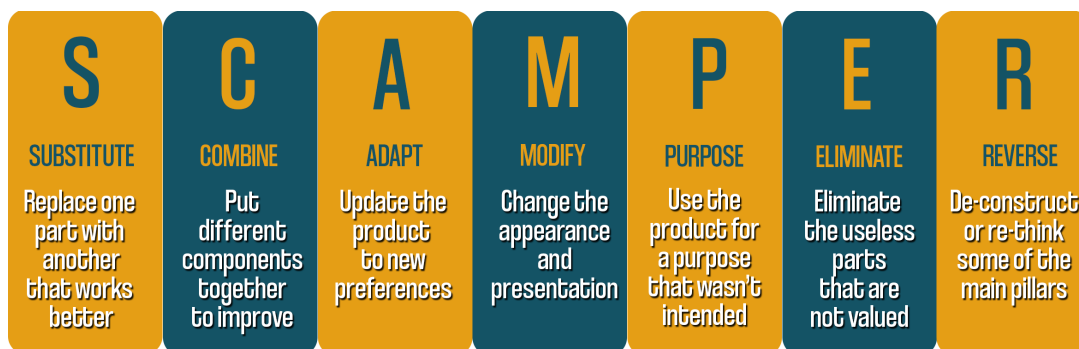 S
SUBSTITUTE
Replace one
part with
another
that works
better
C
COMBINE
Put
different
components
together
to improve
A
ADAPT
Update the
product
to new
preferences
M
MODIFY
Change the
appearance
and
presentation
P
PURPOSE
Use the
product for
a purpose
that wasn't
intended
E
ELIMINATE
Eliminate
the useless
parts
that are
not valued
R
REVERSE
De-construct
or re-think
some of the
main pillars